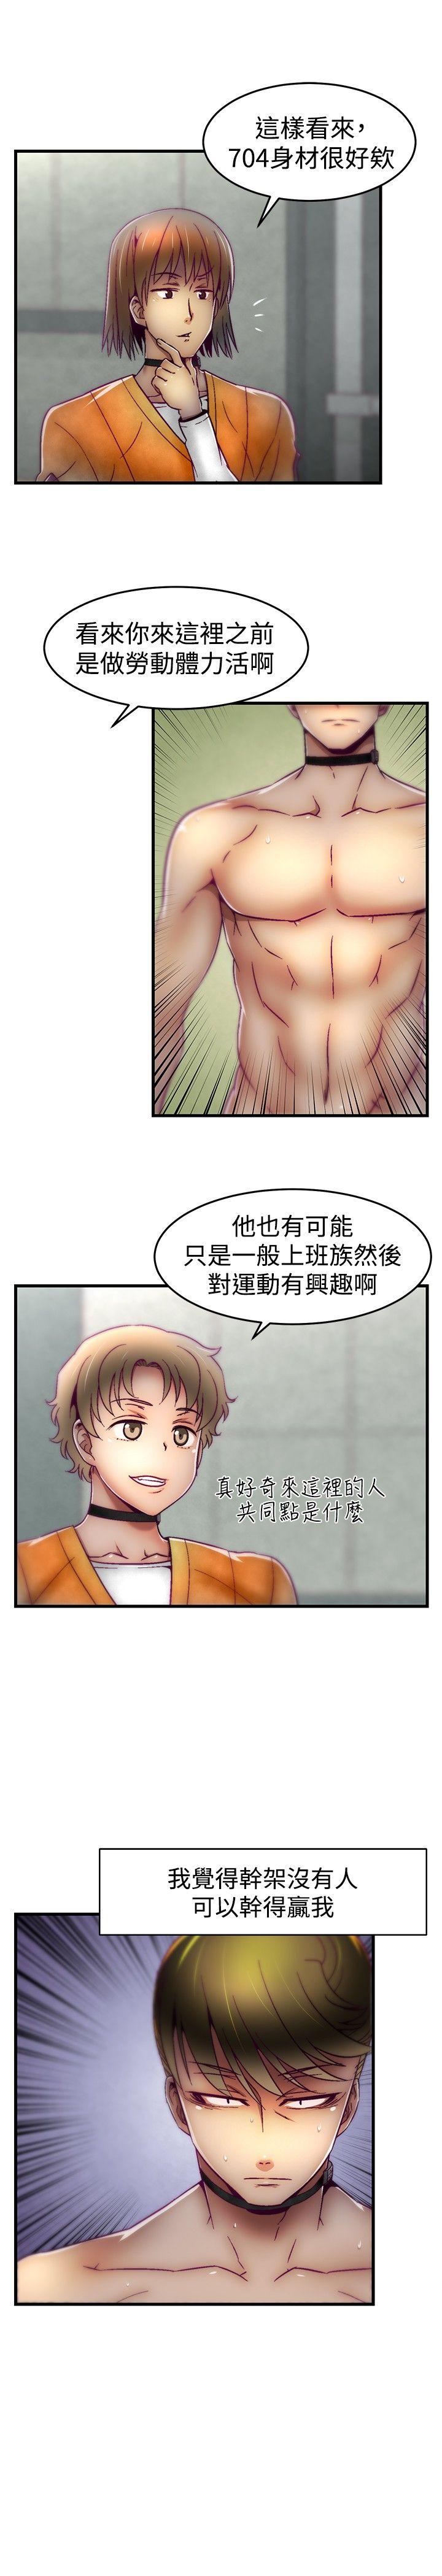 這樣看來，
704身材很好欸
看來你來這裡之前
是做勞動體力活啊
他也有可能
只是一般上班族然後
對運動有興趣啊
真好奇來這裡的人
共同點是什麼
我覺得幹架沒有人
可以幹得贏我